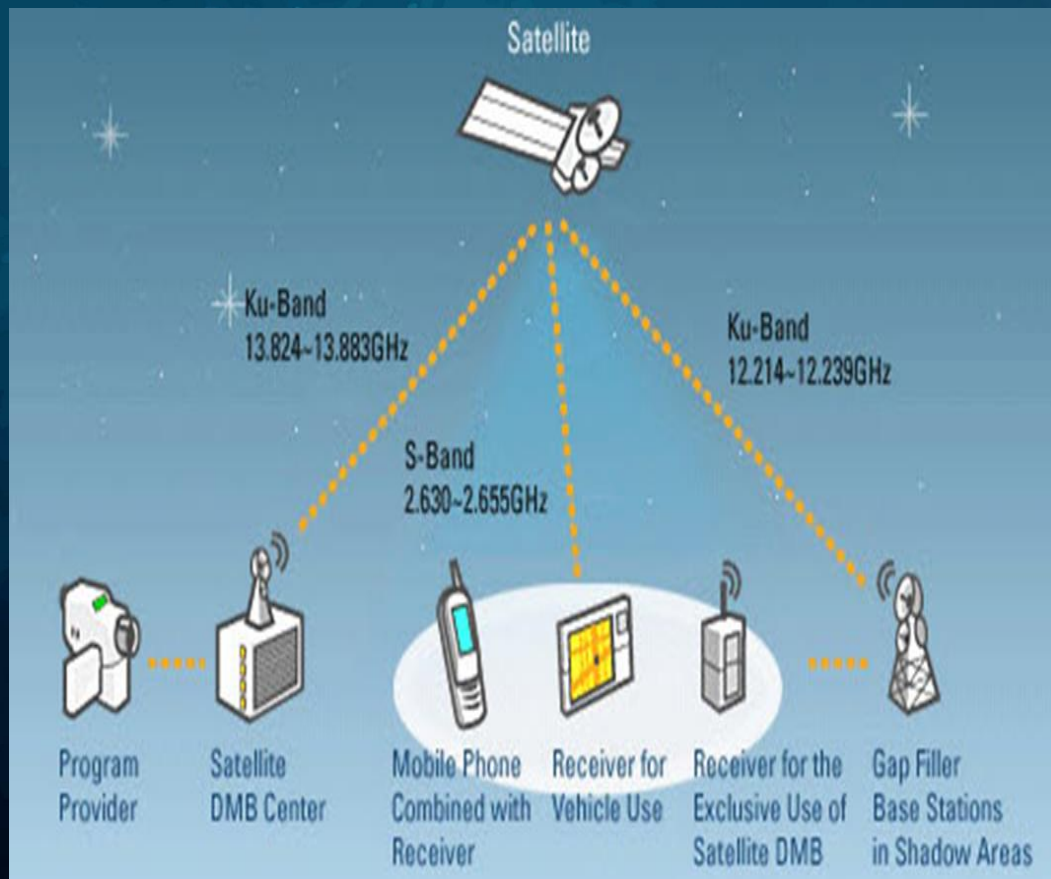 Satellite
Ku-Band
13.824~13.883GHz
Ku-Band
12.214~12.239GHz
S-Band
2.630~2.655GHz
Program
Provider
Satellite
DMB Center
Mobile Phone
Combined with
Receiver
Receiver for
Vehicle Use
Receiver for the
Exclusive Use of
Satellite DMB
Gap Filler
Base Stations
in Shadow Areas